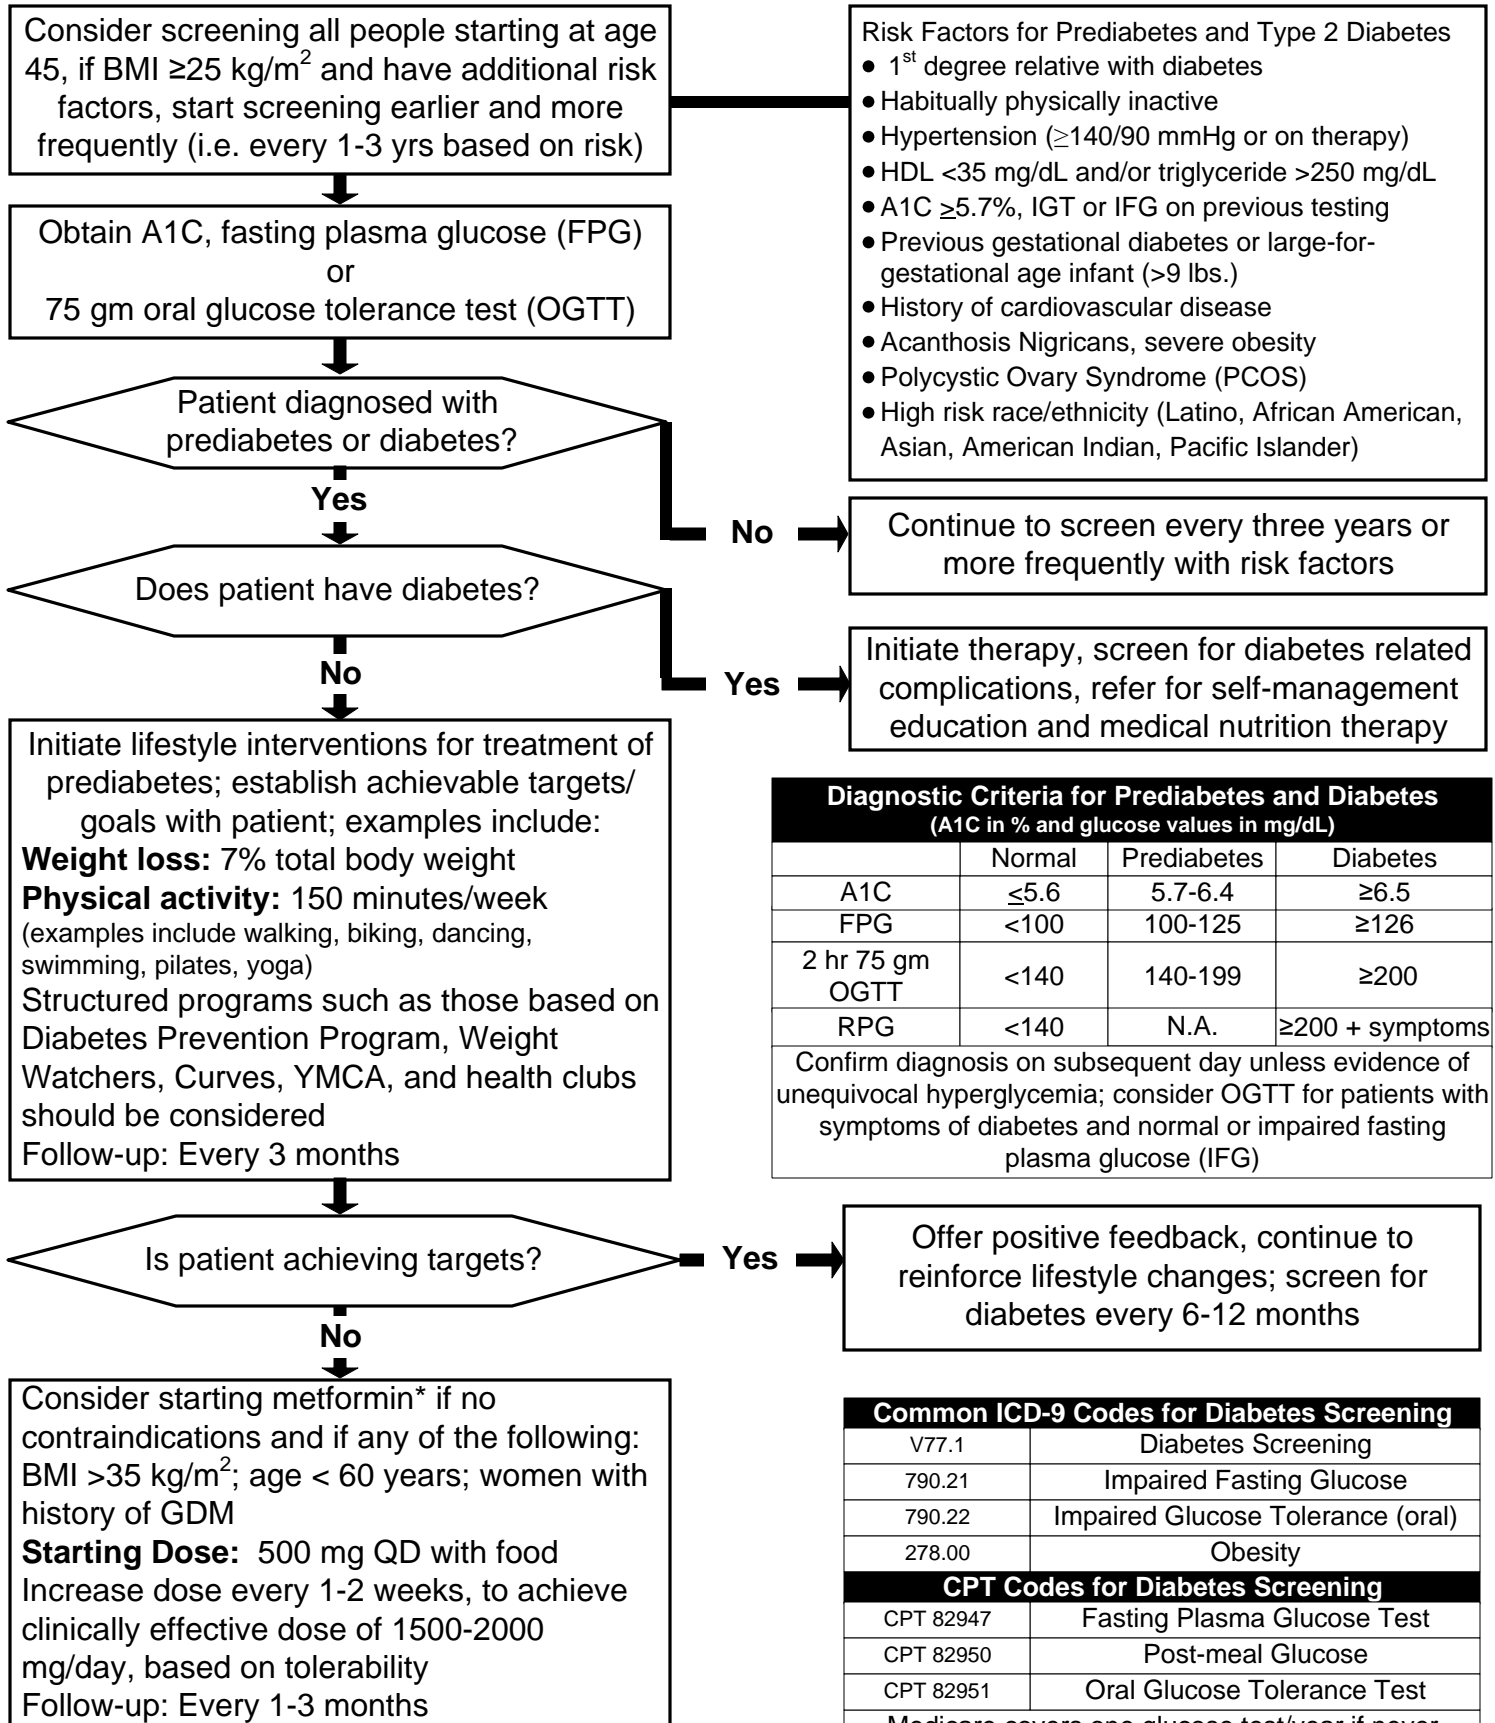 Consider screening all people starting at age
45, if BMI ≥25 kg/m2 and have additional risk
factors, start screening earlier and more
frequently (i.e. every 1-3 yrs based on risk)
Risk Factors for Prediabetes and Type 2 Diabetes
● 1st degree relative with diabetes
● Habitually physically inactive
● Hypertension (≥140/90 mmHg or on therapy)
● HDL <35 mg/dL and/or triglyceride >250 mg/dL
● A1C ≥5.7%, IGT or IFG on previous testing
● Previous gestational diabetes or large-for-
gestational age infant (>9 lbs.)
● History of cardiovascular disease
● Acanthosis Nigricans, severe obesity
● Polycystic Ovary Syndrome (PCOS)
● High risk race/ethnicity (Latino, African American,
Asian, American Indian, Pacific Islander)
Obtain A1C, fasting plasma glucose (FPG)
or
75 gm oral glucose tolerance test (OGTT)
Patient diagnosed with
prediabetes or diabetes?
Yes
No
Continue to screen every three years or
more frequently with risk factors
Does patient have diabetes?
No
Yes
Initiate therapy, screen for diabetes related
complications, refer for self-management
education and medical nutrition therapy
Initiate lifestyle interventions for treatment of
prediabetes; establish achievable targets/
goals with patient; examples include:
Weight loss: 7% total body weight
Physical activity: 150 minutes/week
(examples include walking, biking, dancing,
swimming, pilates, yoga)
Structured programs such as those based on
Diabetes Prevention Program, Weight
Watchers, Curves, YMCA, and health clubs
should be considered
Follow-up: Every 3 months
Diagnostic Criteria for Prediabetes and Diabetes
(A1C in % and glucose values in mg/dL)
Normal Prediabetes Diabetes
A1C ≤5.6 5.7-6.4 ≥6.5
FPG <100 100-125 ≥126
2 hr 75 gm
OGTT <140 140-199 ≥200
RPG <140 N.A. ≥200 + symptoms
Confirm diagnosis on subsequent day unless evidence of
unequivocal hyperglycemia; consider OGTT for patients with
symptoms of diabetes and normal or impaired fasting
plasma glucose (IFG)
Is patient achieving targets?
Yes
Offer positive feedback, continue to
reinforce lifestyle changes; screen for
diabetes every 6-12 months
No
Consider starting metformin* if no
contraindications and if any of the following:
BMI >35 kg/m2; age < 60 years; women with
history of GDM
Starting Dose: 500 mg QD with food
Increase dose every 1-2 weeks, to achieve
clinically effective dose of 1500-2000
mg/day, based on tolerability
Follow-up: Every 1-3 months
Common ICD-9 Codes for Diabetes Screening
V77.1 Diabetes Screening
790.21 Impaired Fasting Glucose
790.22 Impaired Glucose Tolerance (oral)
278.00 Obesity
CPT Codes for Diabetes Screening
CPT 82947 Fasting Plasma Glucose Test
CPT 82950 Post-meal Glucose
CPT 82951 Oral Glucose Tolerance Test
Medicare covers one glucose test/year if never